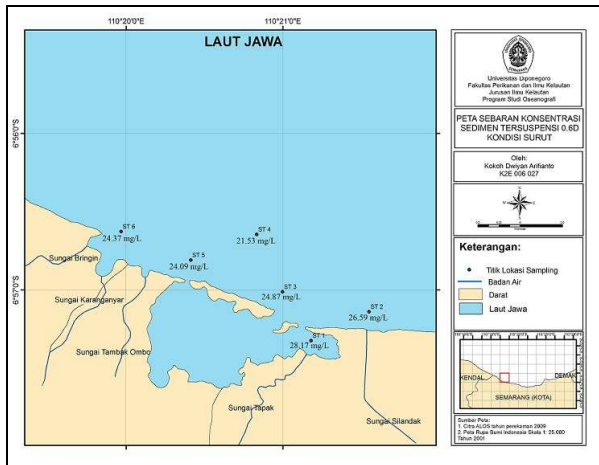 110°20'0"E
110°21'0"E
LAUT JAWA
6°56'0"S
6°57'0"S
ST 6
24.37 mg/L
ST 4
21.53 mg/L
ST 5
24.09 mg/L
ST 3
24.87 mg/L
ST 2
26.59 mg/L
ST 1
28.17 mg/L
Sungai Bringin
Sungai Karanganyar
Sungai Tambak Ombo
Sungai Tapak
Sungai Silandak
Universitas Diponegoro
Fakultas Perikanan dan Ilmu Kelautan
Jurusan Ilmu Kelautan
Program Studi Oseanografi
PETA SEBARAN KONSENTRASI
SEDIMEN TERSUSPENSI 0.6D
KONDISI SURUT
Oleh:
Kokoh Dwiyan Arifianto
K2E 006 027
Keterangan:
Titik Lokasi Sampling
Badan Air
Darat
Laut Jawa
KENDAL
DEMAK
SEMARANG (KOTA)
Sumber Peta:
1. Citra ALOS tahun perekaman 2009
2. Peta Rupa Bumi Indonesia Skala 1: 25.000
Tahun 2001